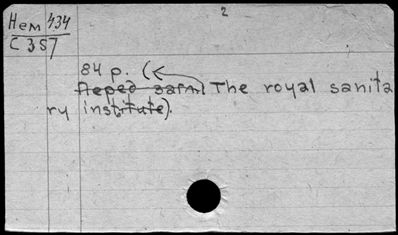 2
Нем 434
C 357
84 p. (
The royal sanita
ry institute).